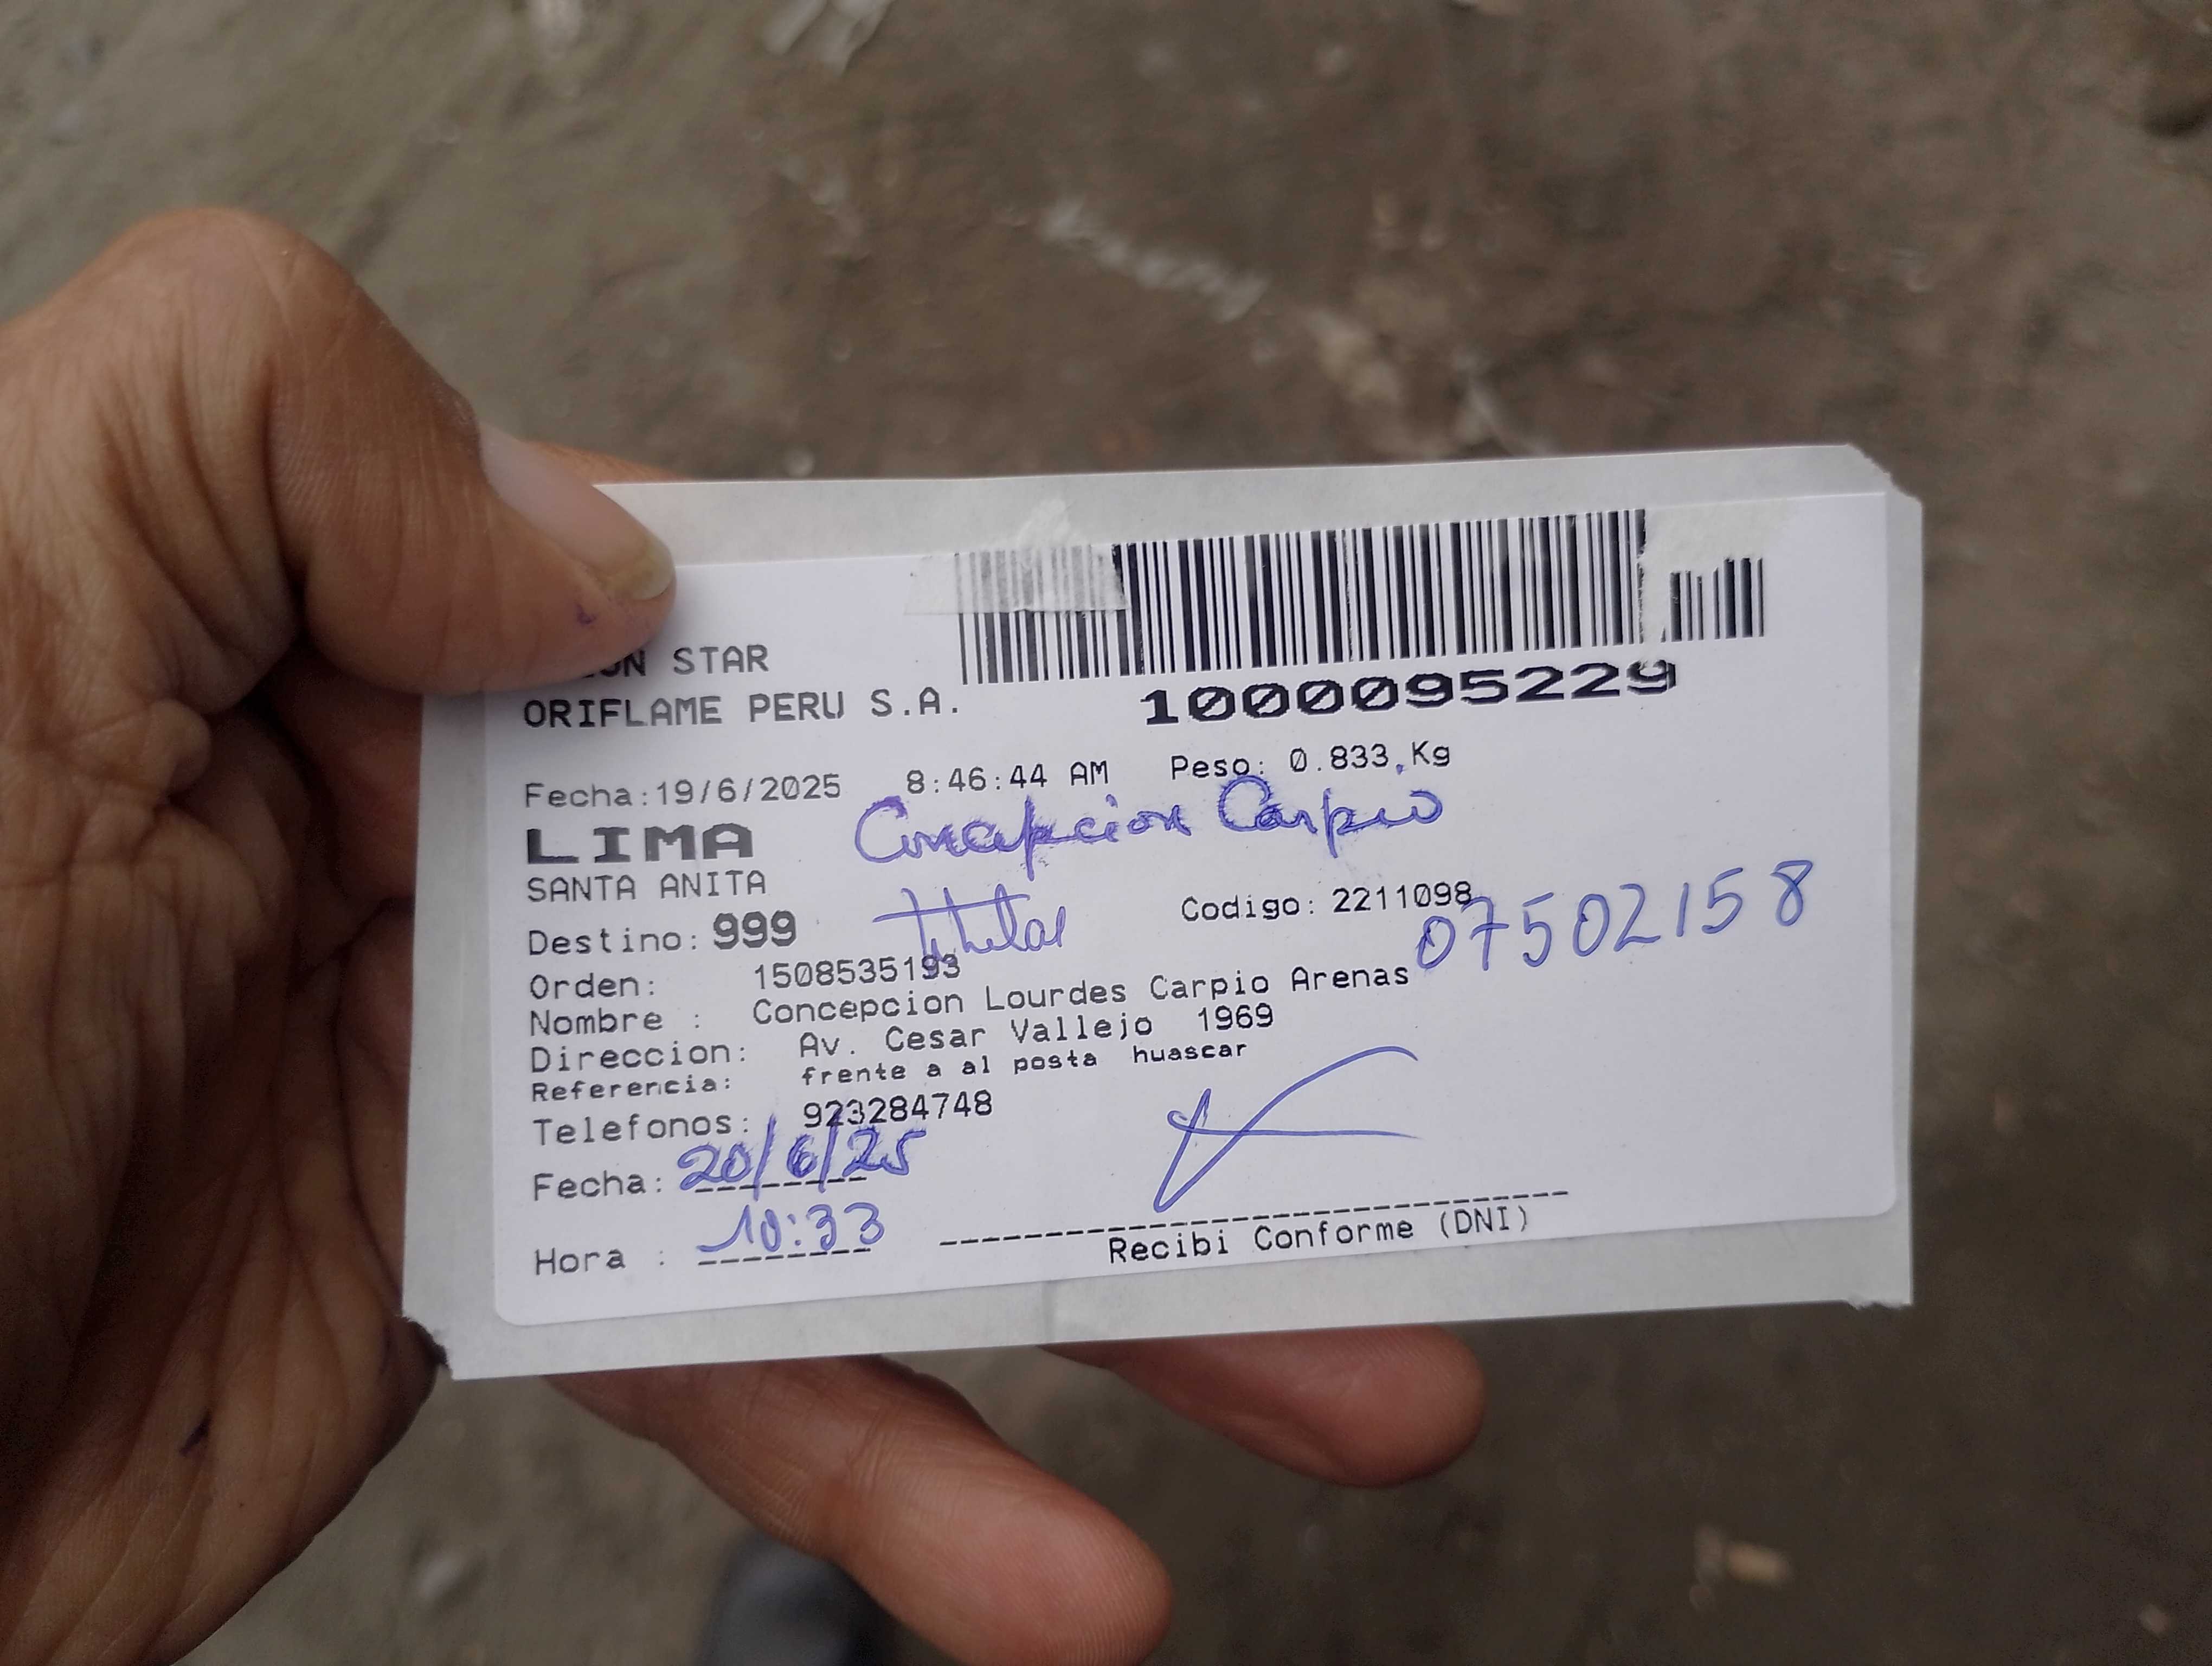 STAR
ORIFLAME PERU S.A.
1000095229
Fecha:19/6/2025 8:46:44 AM Peso: 0.833 Kg
LIMA
Concepcion Carpio
SANTA ANITA
Titular
Codigo: 2211098
Destino: 999
07502158
Orden: 1508535193
Nombre : Concepcion Lourdes Carpio Arenas
Direccion: Av. Cesar Vallejo 1969
Referencia: frente a al posta huascar
Telefonos: 923284748
Fecha: 20/6/25
Hora : 10:33
Recibi Conforme (DNI)